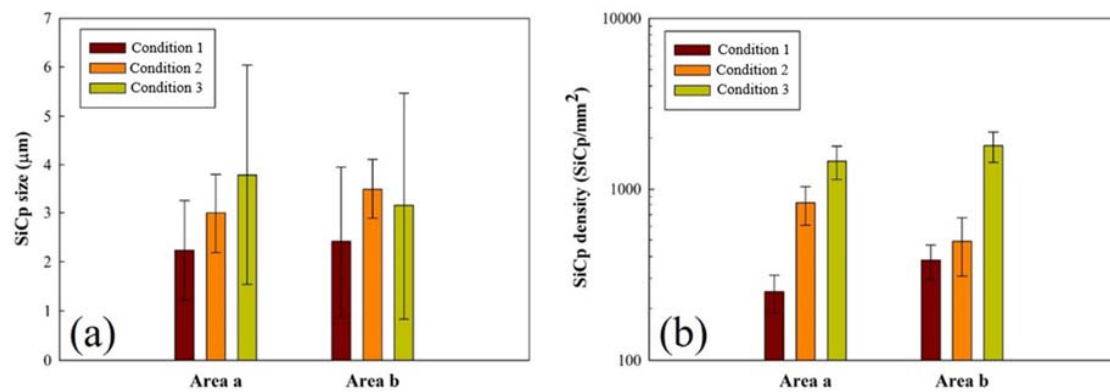 7
6
5
4
3
2
1
0
SiCp size (μm)
Condition 1
Condition 2
Condition 3
(a)
Area a Area b
10000
1000
100
SiCp density (SiCp/mm²)
Condition 1
Condition 2
Condition 3
(b)
Area a Area b